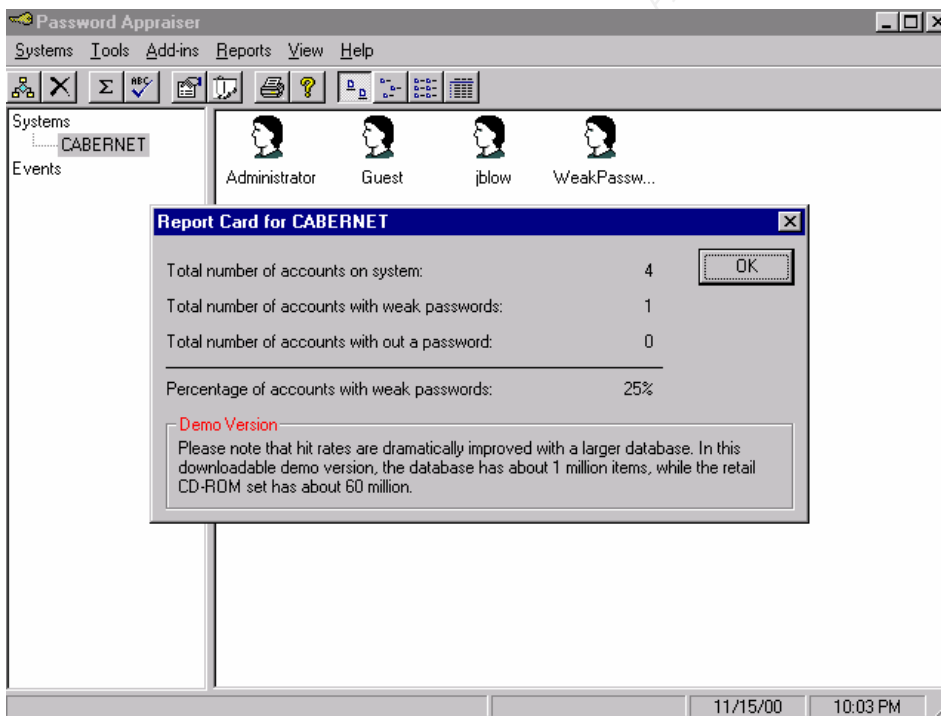 Password Appraiser
Systems Tools Add-ins Reports View Help
ABC
Systems
CABERNET
Events
Administrator Guest jblow WeakPassw...
Report Card for CABERNET
Total number of accounts on system: 4
OK
Total number of accounts with weak passwords: 1
Total number of accounts with out a password: 0
Percentage of accounts with weak passwords: 25%
Demo Version
Please note that hit rates are dramatically improved with a larger database. In this
downloadable demo version, the database has about 1 million items, while the retail
CD-ROM set has about 60 million.
11/15/00 10:03 PM